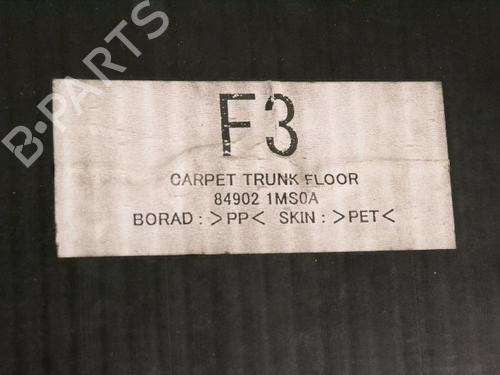 B-PARTS
F3
CARPET TRUNK FLOOR
84902 1MS0A
BORAD : >PP< SKIN : >PET<